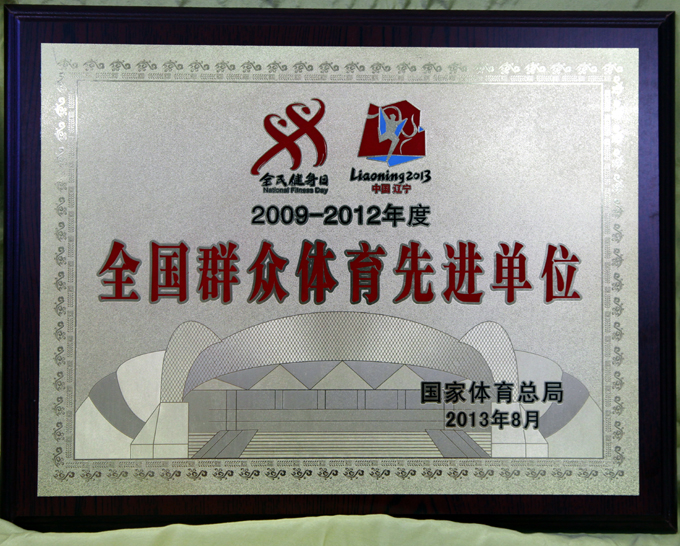 全民健身日
National Fitness Day
Liaoning2013
中国 辽宁
2009-2012年度
全国群众体育先进单位
国家体育总局
2013年8月